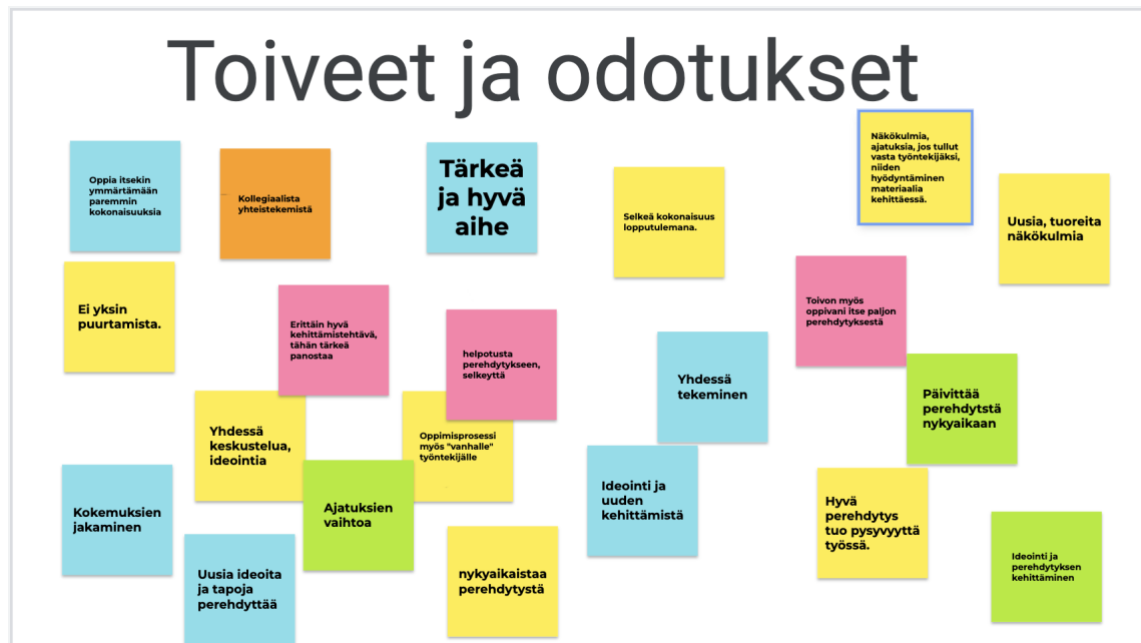 Toiveet ja odotukset
Oppia itsekin
ymmärtämään
paremmin
kokonaisuuksia
Kollegiaalista
yhteistekemistä
Tärkeä
ja hyvä
aihe
Selkeä kokonaisuus
lopputulemana.
Näkökulmia,
ajatuksia, jos tullut
vasta työntekijäksi,
niiden
hyödyntäminen
materiaalia
kehittäessä.
Uusia, tuoreita
näkökulmia
Ei yksin
puurtamista.
Erittäin hyvä
kehittämistehtävä,
tähän tärkeä
panostaa
helpotusta
perehdytykseen,
selkeyttä
Toivon myös
oppivani itse paljon
perehdytyksestä
Yhdessä
tekeminen
Päivittää
perehdytstä
nykyaikaan
Yhdessä
keskustelua,
ideointia
Oppimisprosessi
myös "vanhalle"
työntekijälle
Kokemuksien
jakaminen
Ajatuksien
vaihtoa
Ideointi ja
uuden
kehittämistä
Hyvä
perehdytys
tuo pysyvyyttä
työssä.
Uusia ideoita
ja tapoja
perehdyttää
nykyaikaistaa
perehdytystä
Ideointi ja
perehdytyksen
kehittäminen